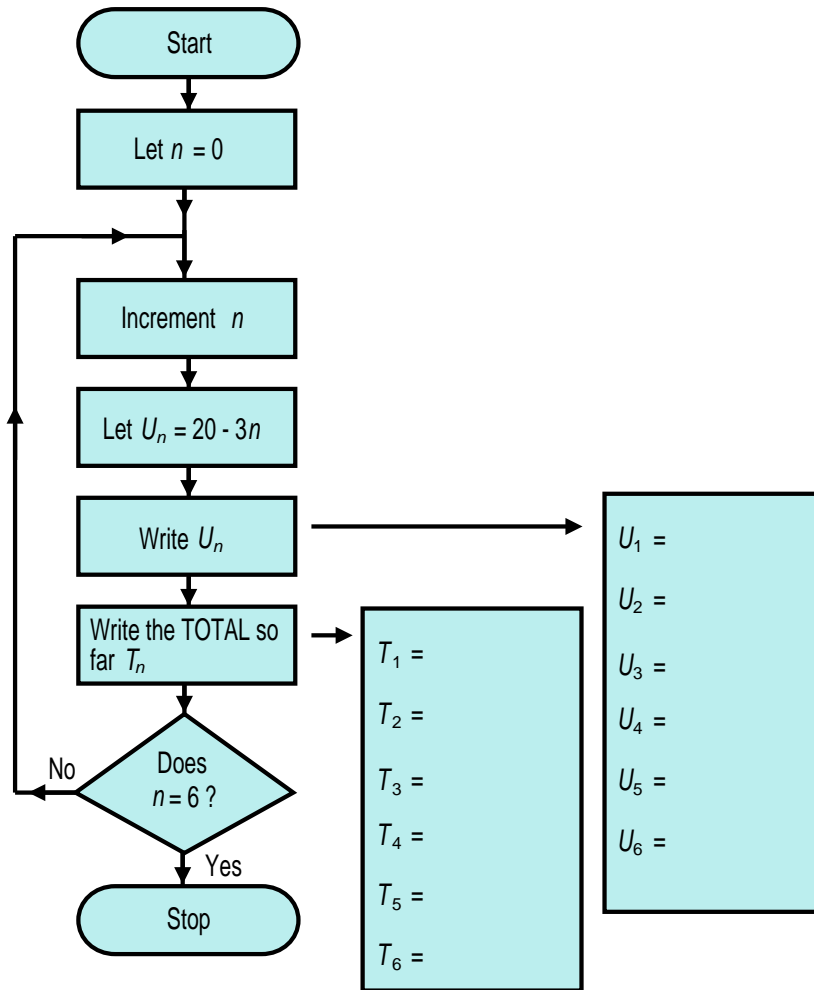 Start
Let n = 0
Increment n
Let Uₙ = 20 - 3n
Write Uₙ
Write the TOTAL so
far Tₙ
Does
n = 6 ?
No
Yes
Stop
T₁ =
T₂ =
T₃ =
T₄ =
T₅ =
T₆ =
U₁ =
U₂ =
U₃ =
U₄ =
U₅ =
U₆ =